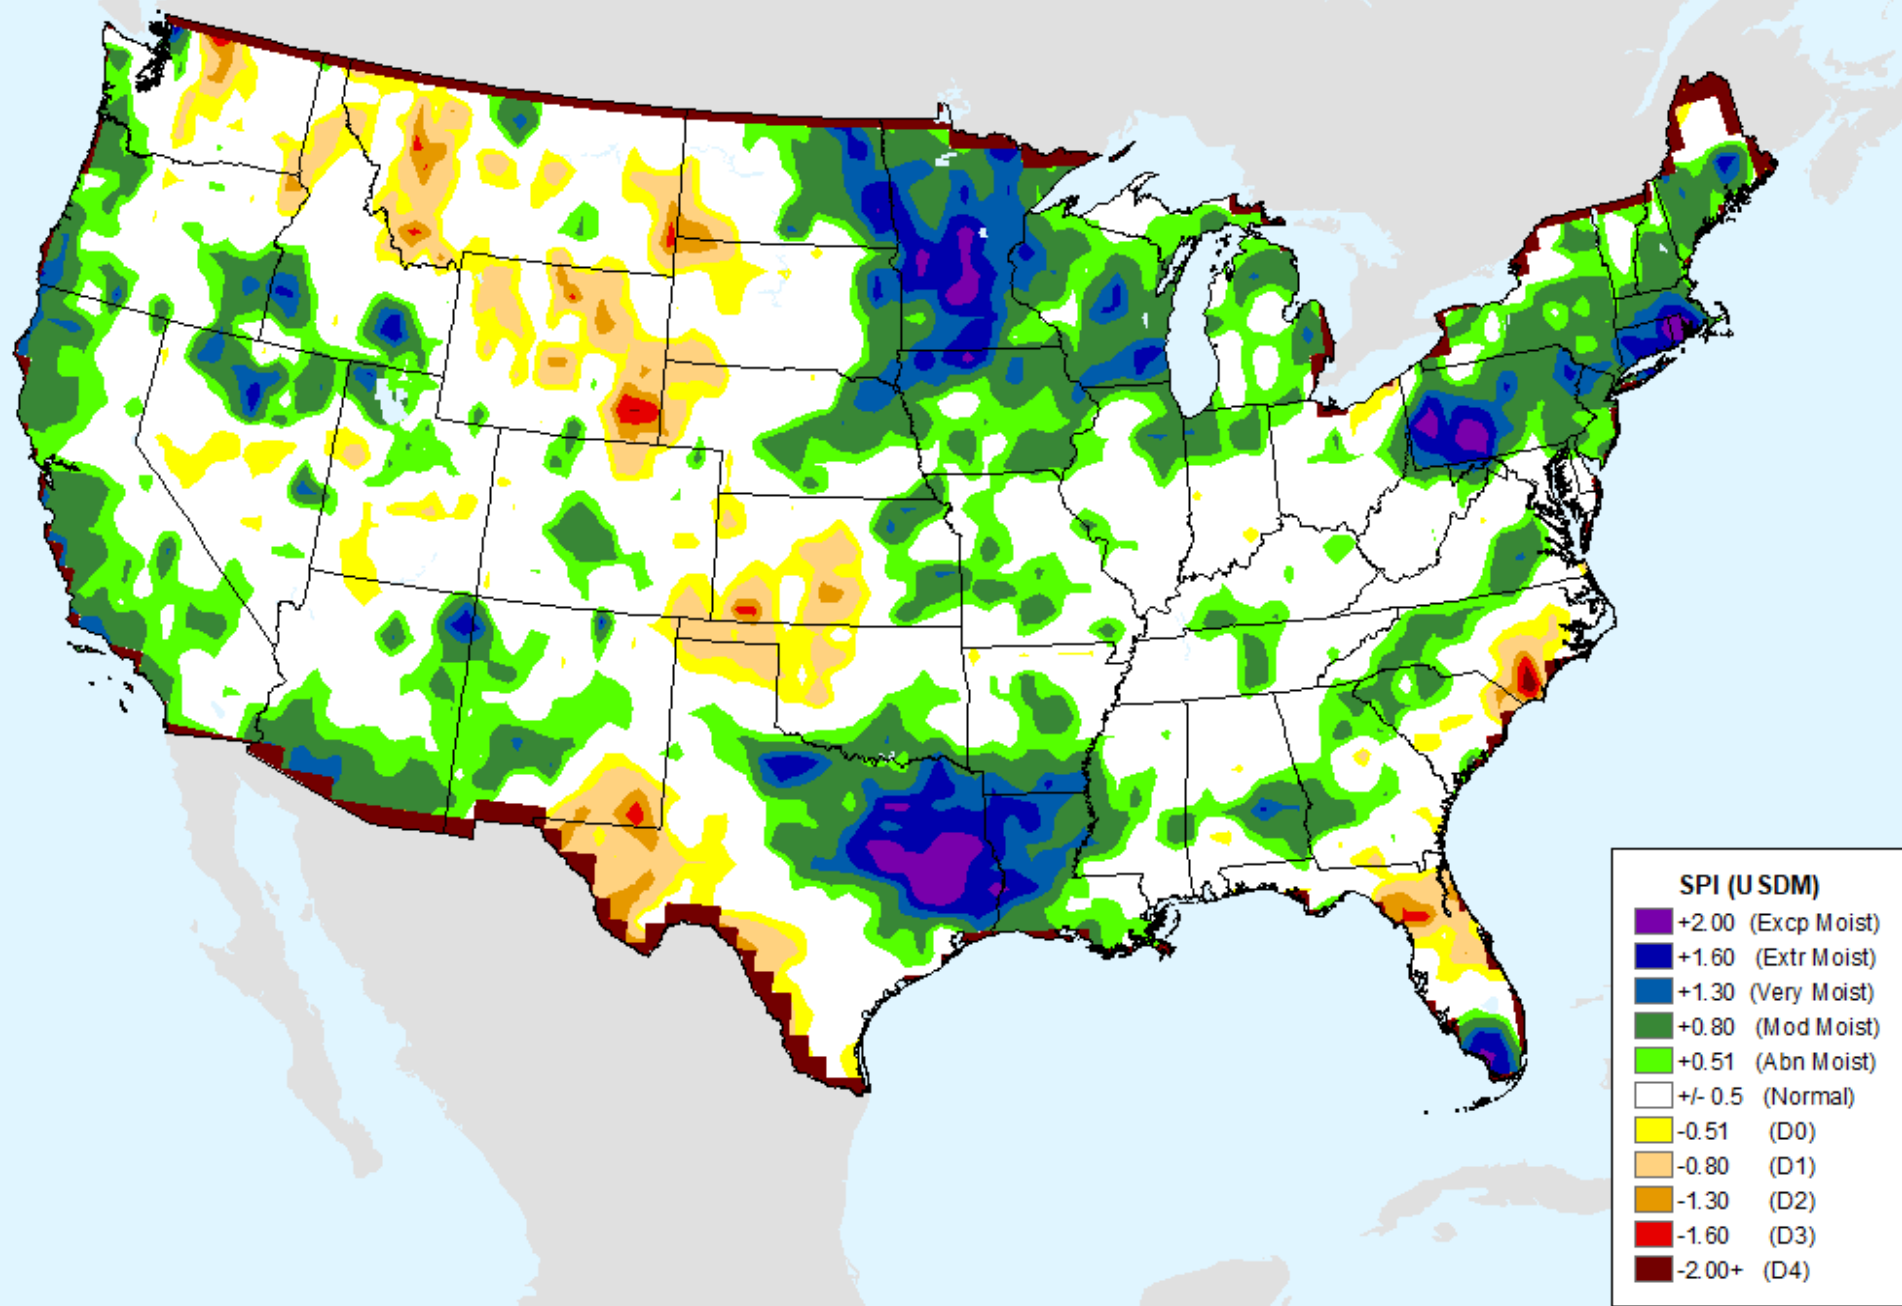 SPI (USDM)
+2.00 (Excp Moist)
+1.60 (Extr Moist)
+1.30 (Very Moist)
+0.80 (Mod Moist)
+0.51 (Abn Moist)
+/- 0.5 (Normal)
-0.51 (D0)
-0.80 (D1)
-1.30 (D2)
-1.60 (D3)
-2.00+ (D4)